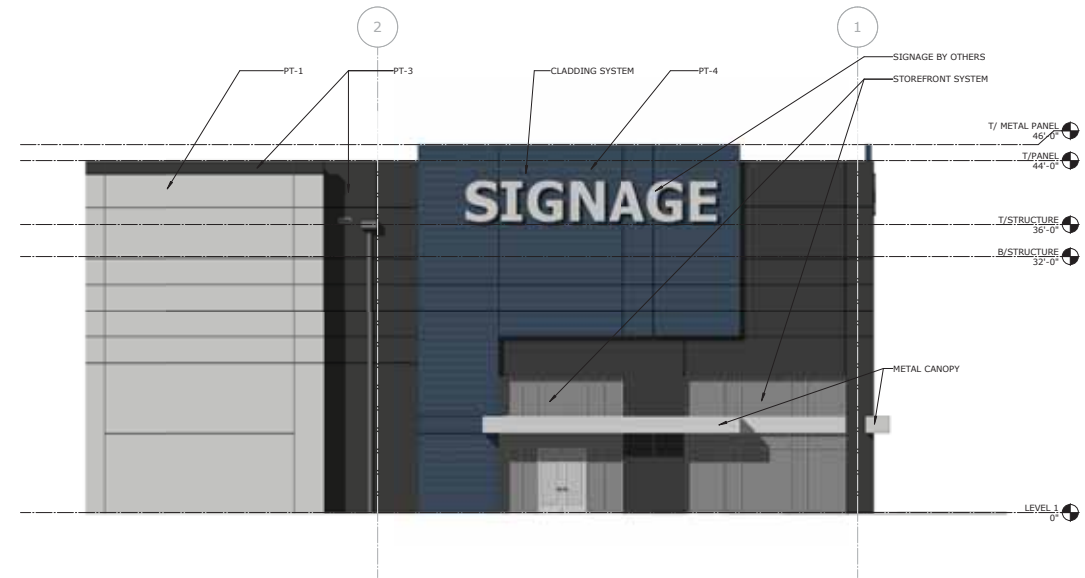 2
1
PT-1
PT-3
CLADDING SYSTEM
PT-4
SIGNAGE BY OTHERS
STOREFRONT SYSTEM
T/ METAL PANEL
46'-0"
T/PANEL
44'-0"
SIGNAGE
T/STRUCTURE
36'-0"
B/STRUCTURE
32'-0"
METAL CANOPY
LEVEL 1
0"